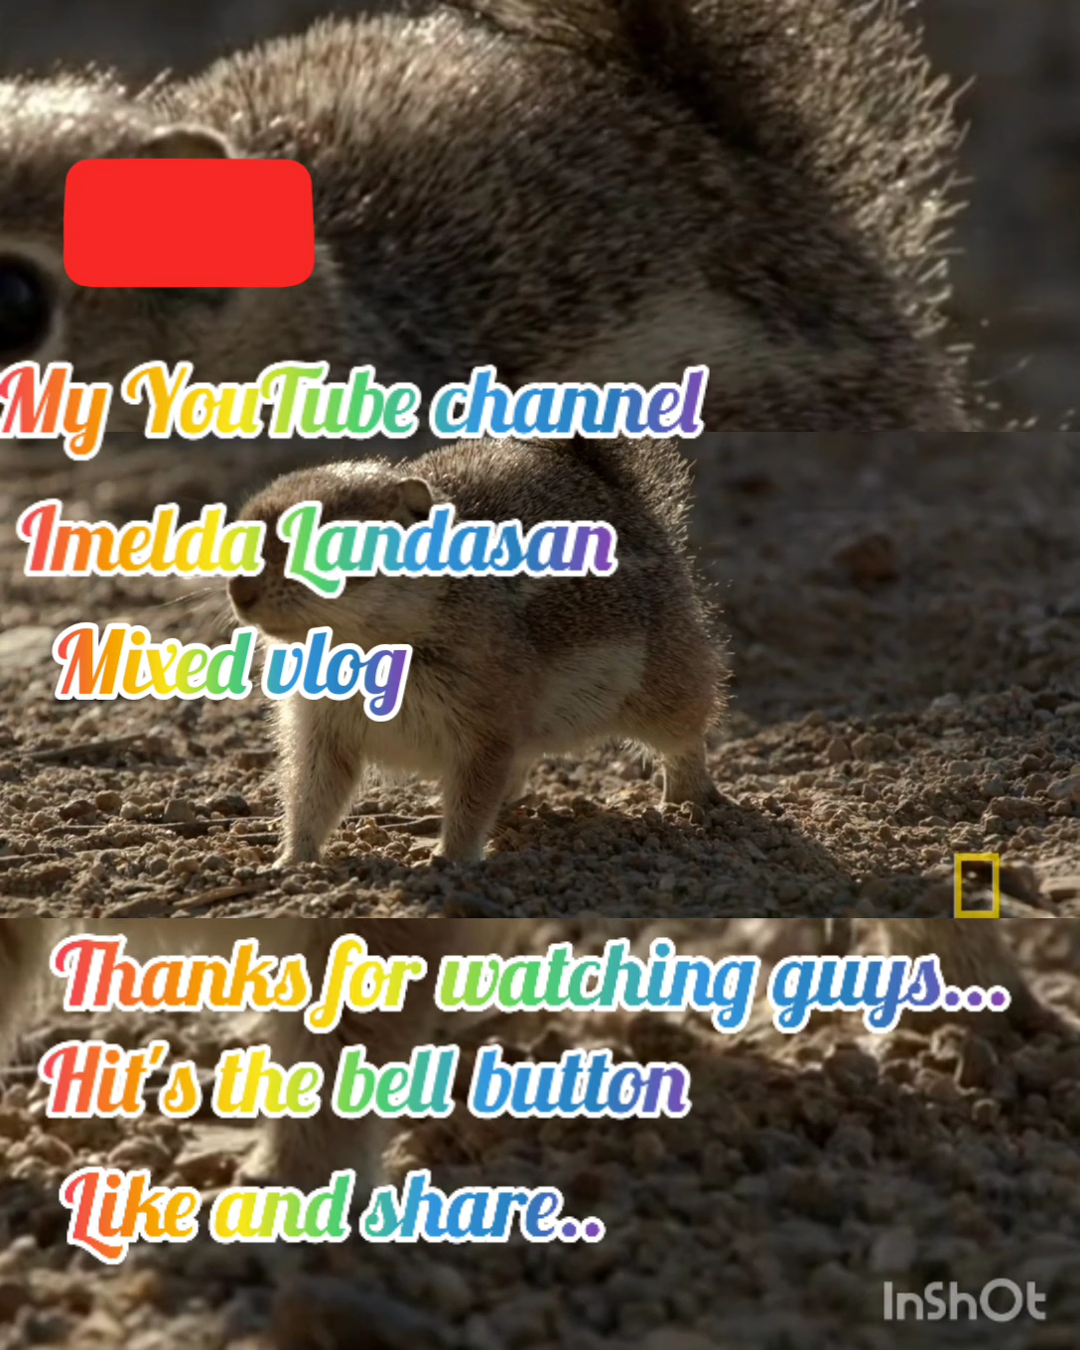 My YouTube channel
Imelda Landasan
Mixed vlog
Thanks for watching guys...
Hit's the bell button
Like and share..
InShOt